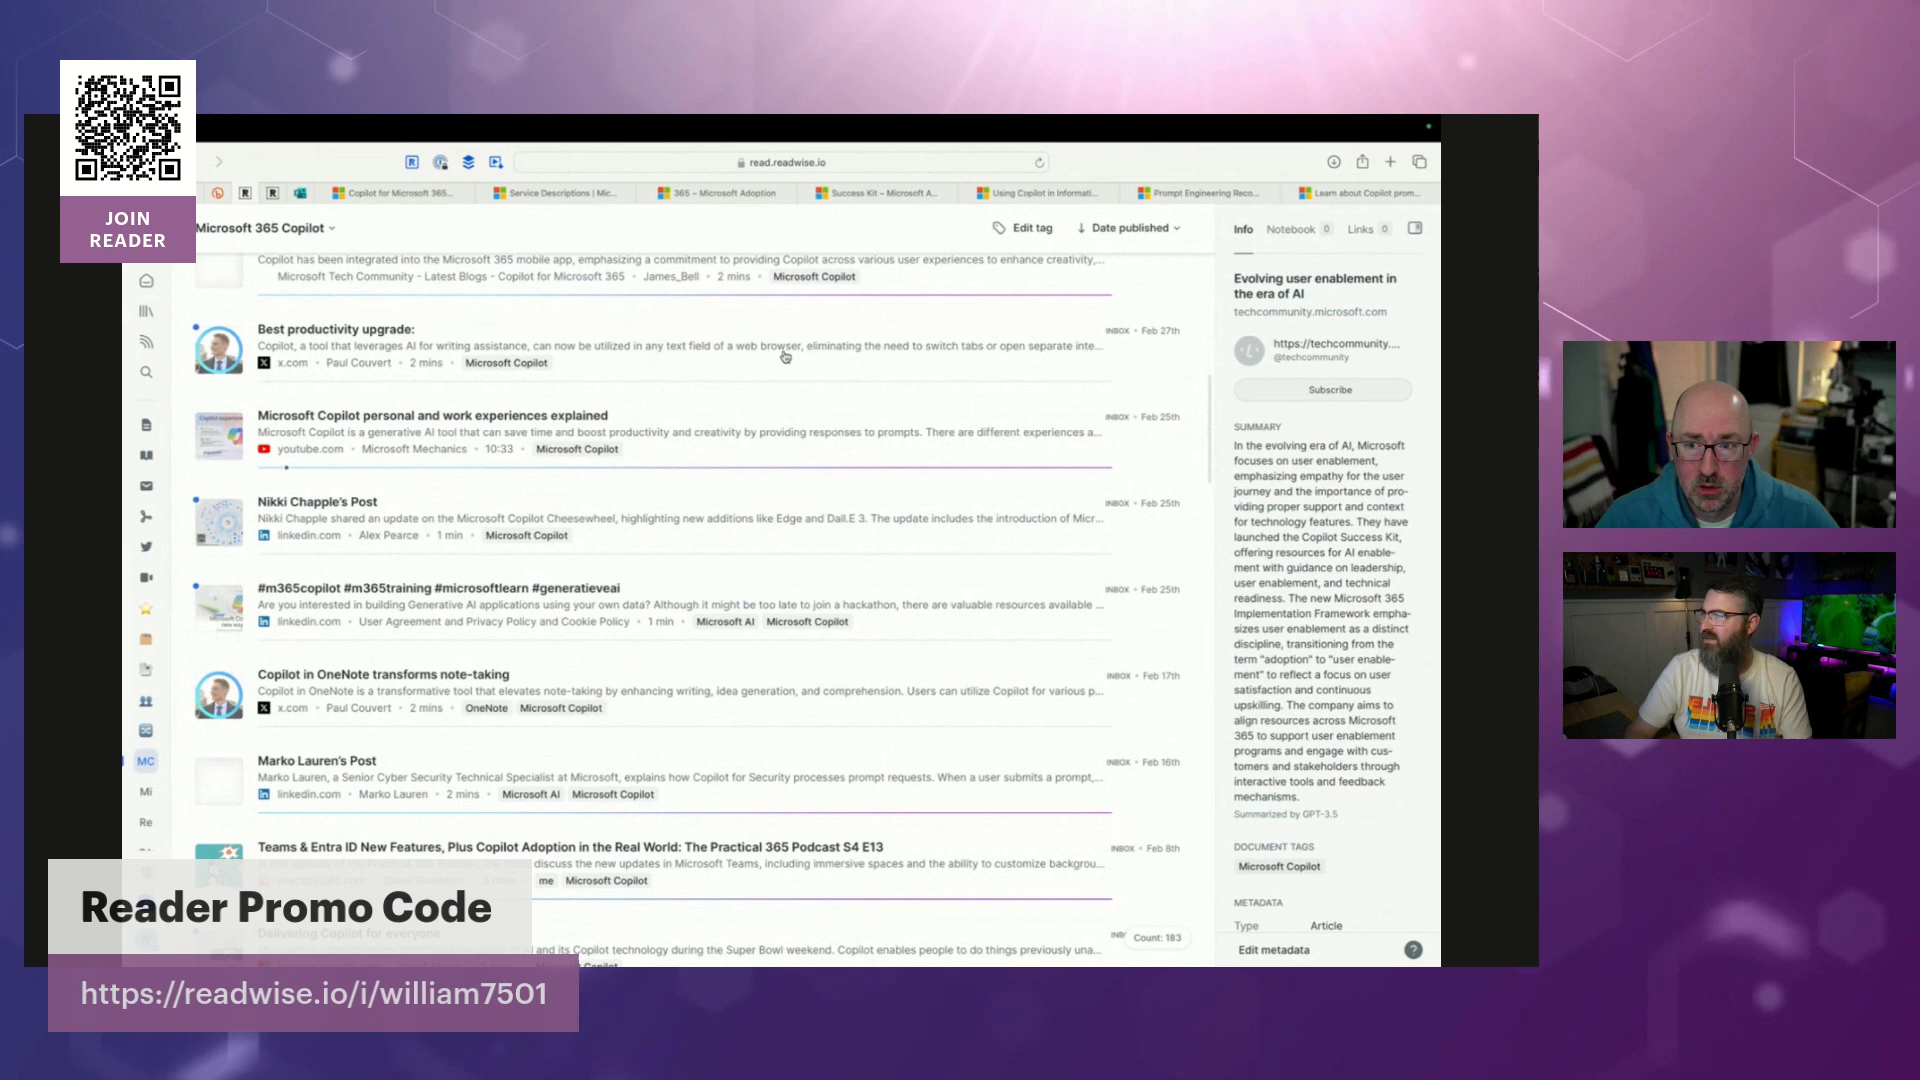 JOIN
READER
read.readwise.io
Copilot for Microsoft 365...
Service Descriptions | Mic...
365 – Microsoft Adoption
Success Kit – Microsoft A...
Using Copilot in Informati...
Prompt Engineering Reco...
Learn about Copilot prom...
Microsoft 365 Copilot
Edit tag
Date published
Copilot has been integrated into the Microsoft 365 mobile app, emphasizing a commitment to providing Copilot across various user experiences to enhance creativity,...
Microsoft Tech Community - Latest Blogs - Copilot for Microsoft 365 • James_Bell • 2 mins • Microsoft Copilot
Best productivity upgrade:
INBOX • Feb 27th
Copilot, a tool that leverages AI for writing assistance, can now be utilized in any text field of a web browser, eliminating the need to switch tabs or open separate inte...
x.com • Paul Couvert • 2 mins • Microsoft Copilot
Microsoft Copilot personal and work experiences explained
INBOX • Feb 25th
Microsoft Copilot is a generative AI tool that can save time and boost productivity and creativity by providing responses to prompts. There are different experiences a...
youtube.com • Microsoft Mechanics • 10:33 • Microsoft Copilot
Nikki Chapple's Post
INBOX • Feb 25th
Nikki Chapple shared an update on the Microsoft Copilot Cheesewheel, highlighting new additions like Edge and Dall.E 3. The update includes the introduction of Micr...
linkedin.com • Alex Pearce • 1 min • Microsoft Copilot
#m365copilot #m365training #microsoftlearn #generatieveai
INBOX • Feb 25th
Are you interested in building Generative AI applications using your own data? Although it might be too late to join a hackathon, there are valuable resources available ...
linkedin.com • User Agreement and Privacy Policy and Cookie Policy • 1 min • Microsoft AI Microsoft Copilot
Copilot in OneNote transforms note-taking
INBOX • Feb 17th
Copilot in OneNote is a transformative tool that elevates note-taking by enhancing writing, idea generation, and comprehension. Users can utilize Copilot for various p...
x.com • Paul Couvert • 2 mins • OneNote Microsoft Copilot
Marko Lauren's Post
INBOX • Feb 16th
Marko Lauren, a Senior Cyber Security Technical Specialist at Microsoft, explains how Copilot for Security processes prompt requests. When a user submits a prompt,...
linkedin.com • Marko Lauren • 2 mins • Microsoft AI Microsoft Copilot
Teams & Entra ID New Features, Plus Copilot Adoption in the Real World: The Practical 365 Podcast S4 E13
INBOX • Feb 8th
discuss the new updates in Microsoft Teams, including immersive spaces and the ability to customize backgrou...
me Microsoft Copilot
Delivering Copilot for everyone
and its Copilot technology during the Super Bowl weekend. Copilot enables people to do things previously una...
Count: 183
MC
Mi
Re
Info
Notebook 0
Links 0
Evolving user enablement in
the era of AI
techcommunity.microsoft.com
L
https://techcommunity....
@techcommunity
Subscribe
SUMMARY
In the evolving era of AI, Microsoft
focuses on user enablement,
emphasizing empathy for the user
journey and the importance of pro-
viding proper support and context
for technology features. They have
launched the Copilot Success Kit,
offering resources for AI enable-
ment with guidance on leadership,
user enablement, and technical
readiness. The new Microsoft 365
Implementation Framework empha-
sizes user enablement as a distinct
discipline, transitioning from the
term "adoption" to "user enable-
ment" to reflect a focus on user
satisfaction and continuous
upskilling. The company aims to
align resources across Microsoft
365 to support user enablement
programs and engage with cus-
tomers and stakeholders through
interactive tools and feedback
mechanisms.
Summarized by GPT-3.5
DOCUMENT TAGS
Microsoft Copilot
METADATA
Type Article
Edit metadata
?
Reader Promo Code
https://readwise.io/i/william7501